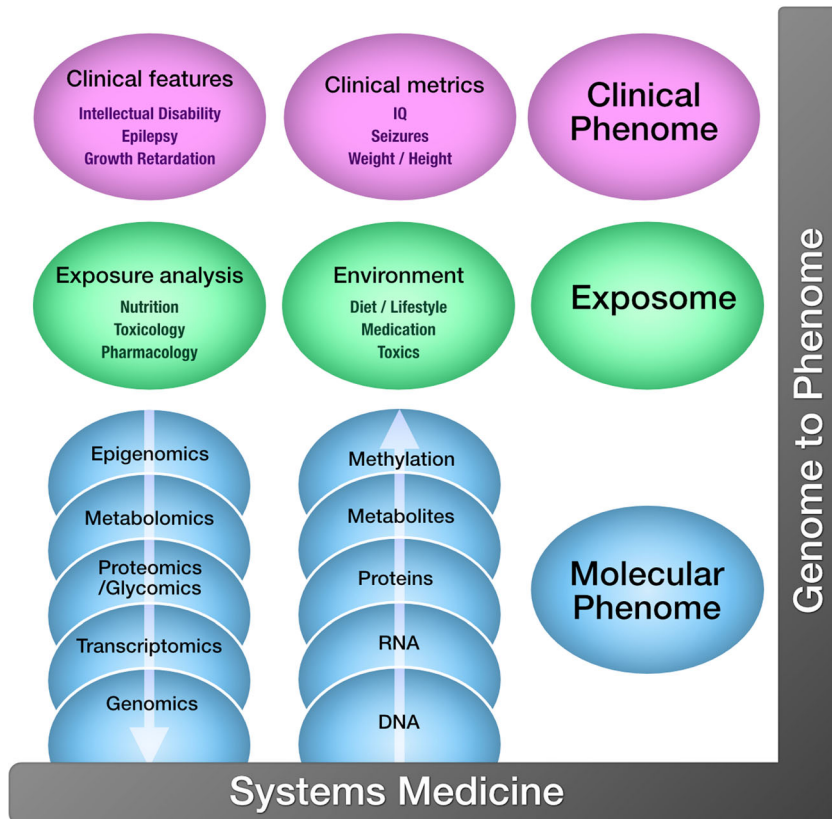 Clinical features
Intellectual Disability
Epilepsy
Growth Retardation
Clinical metrics
IQ
Seizures
Weight / Height
Clinical
Phenome
Exposure analysis
Nutrition
Toxicology
Pharmacology
Environment
Diet / Lifestyle
Medication
Toxics
Exposome
Epigenomics
Metabolomics
Proteomics
/Glycomics
Transcriptomics
Genomics
Methylation
Metabolites
Proteins
RNA
DNA
Molecular
Phenome
Genome to Phenome
Systems Medicine